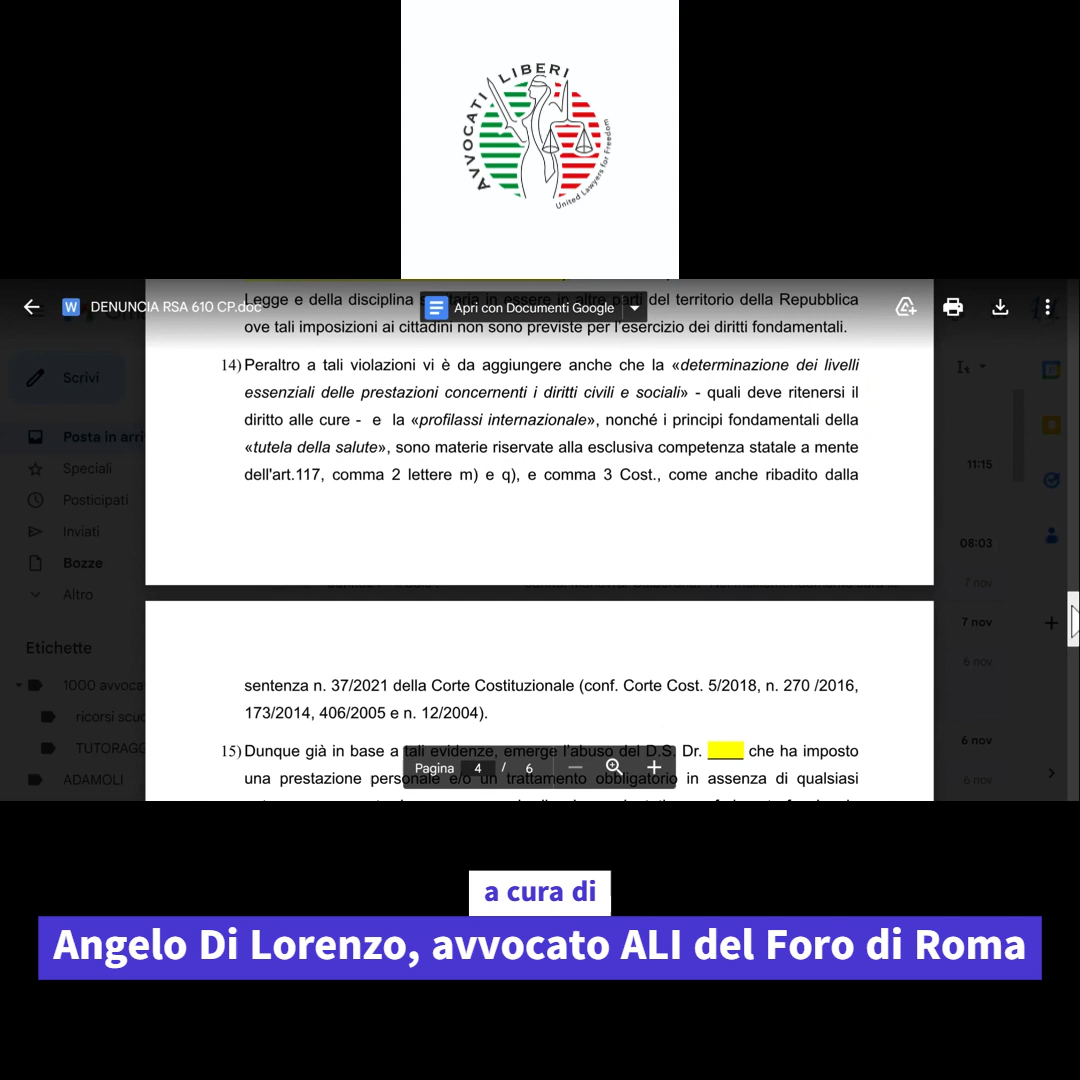 AVVOCATI LIBERI
United Lawyers for Freedom
DENUNCIA RSA 610 CP.doc
Apri con Documenti Google
Legge e della disciplina in essere in altre parti del territorio della Repubblica
ove tali imposizioni ai cittadini non sono previste per l'esercizio dei diritti fondamentali.
14) Peraltro a tali violazioni vi è da aggiungere anche che la «determinazione dei livelli
essenziali delle prestazioni concernenti i diritti civili e sociali» - quali deve ritenersi il
diritto alle cure - e la «profilassi internazionale», nonché i principi fondamentali della
«tutela della salute», sono materie riservate alla esclusiva competenza statale a mente
dell'art.117, comma 2 lettere m) e q), e comma 3 Cost., come anche ribadito dalla
sentenza n. 37/2021 della Corte Costituzionale (conf. Corte Cost. 5/2018, n. 270 /2016,
173/2014, 406/2005 e n. 12/2004).
15) Dunque già in base a tali evidenze, emerge l'abuso del D.S. Dr. che ha imposto
una prestazione personale e/o un trattamento obbligatorio in assenza di qualsiasi
Pagina 4 / 6
Scrivi
Posta in arri
Speciali
Posticipati
Inviati
Bozze
Altro
Etichette
1000 avvoca
ricorsi scuo
TUTORAGG
ADAMOLI
11:15
08:03
7 nov
7 nov
6 nov
6 nov
6 nov
a cura di
Angelo Di Lorenzo, avvocato ALI del Foro di Roma